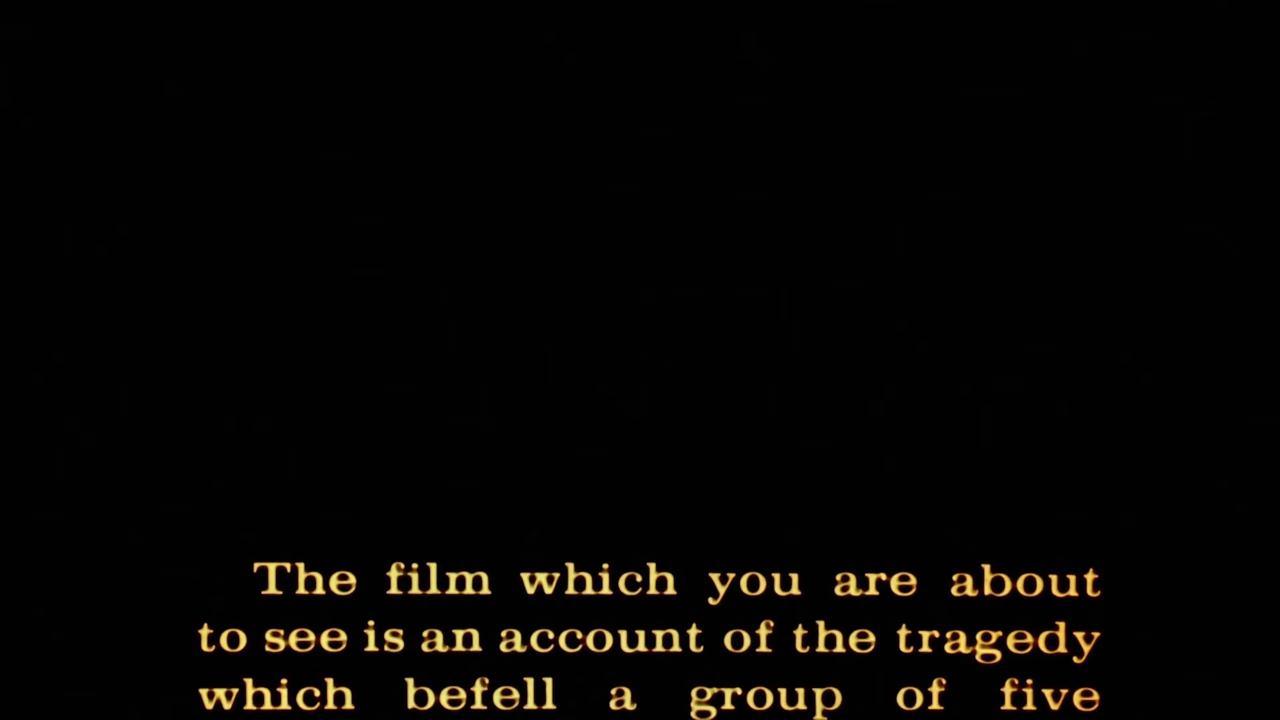 The film which you are about
to see is an account of the tragedy
which befell a group of five